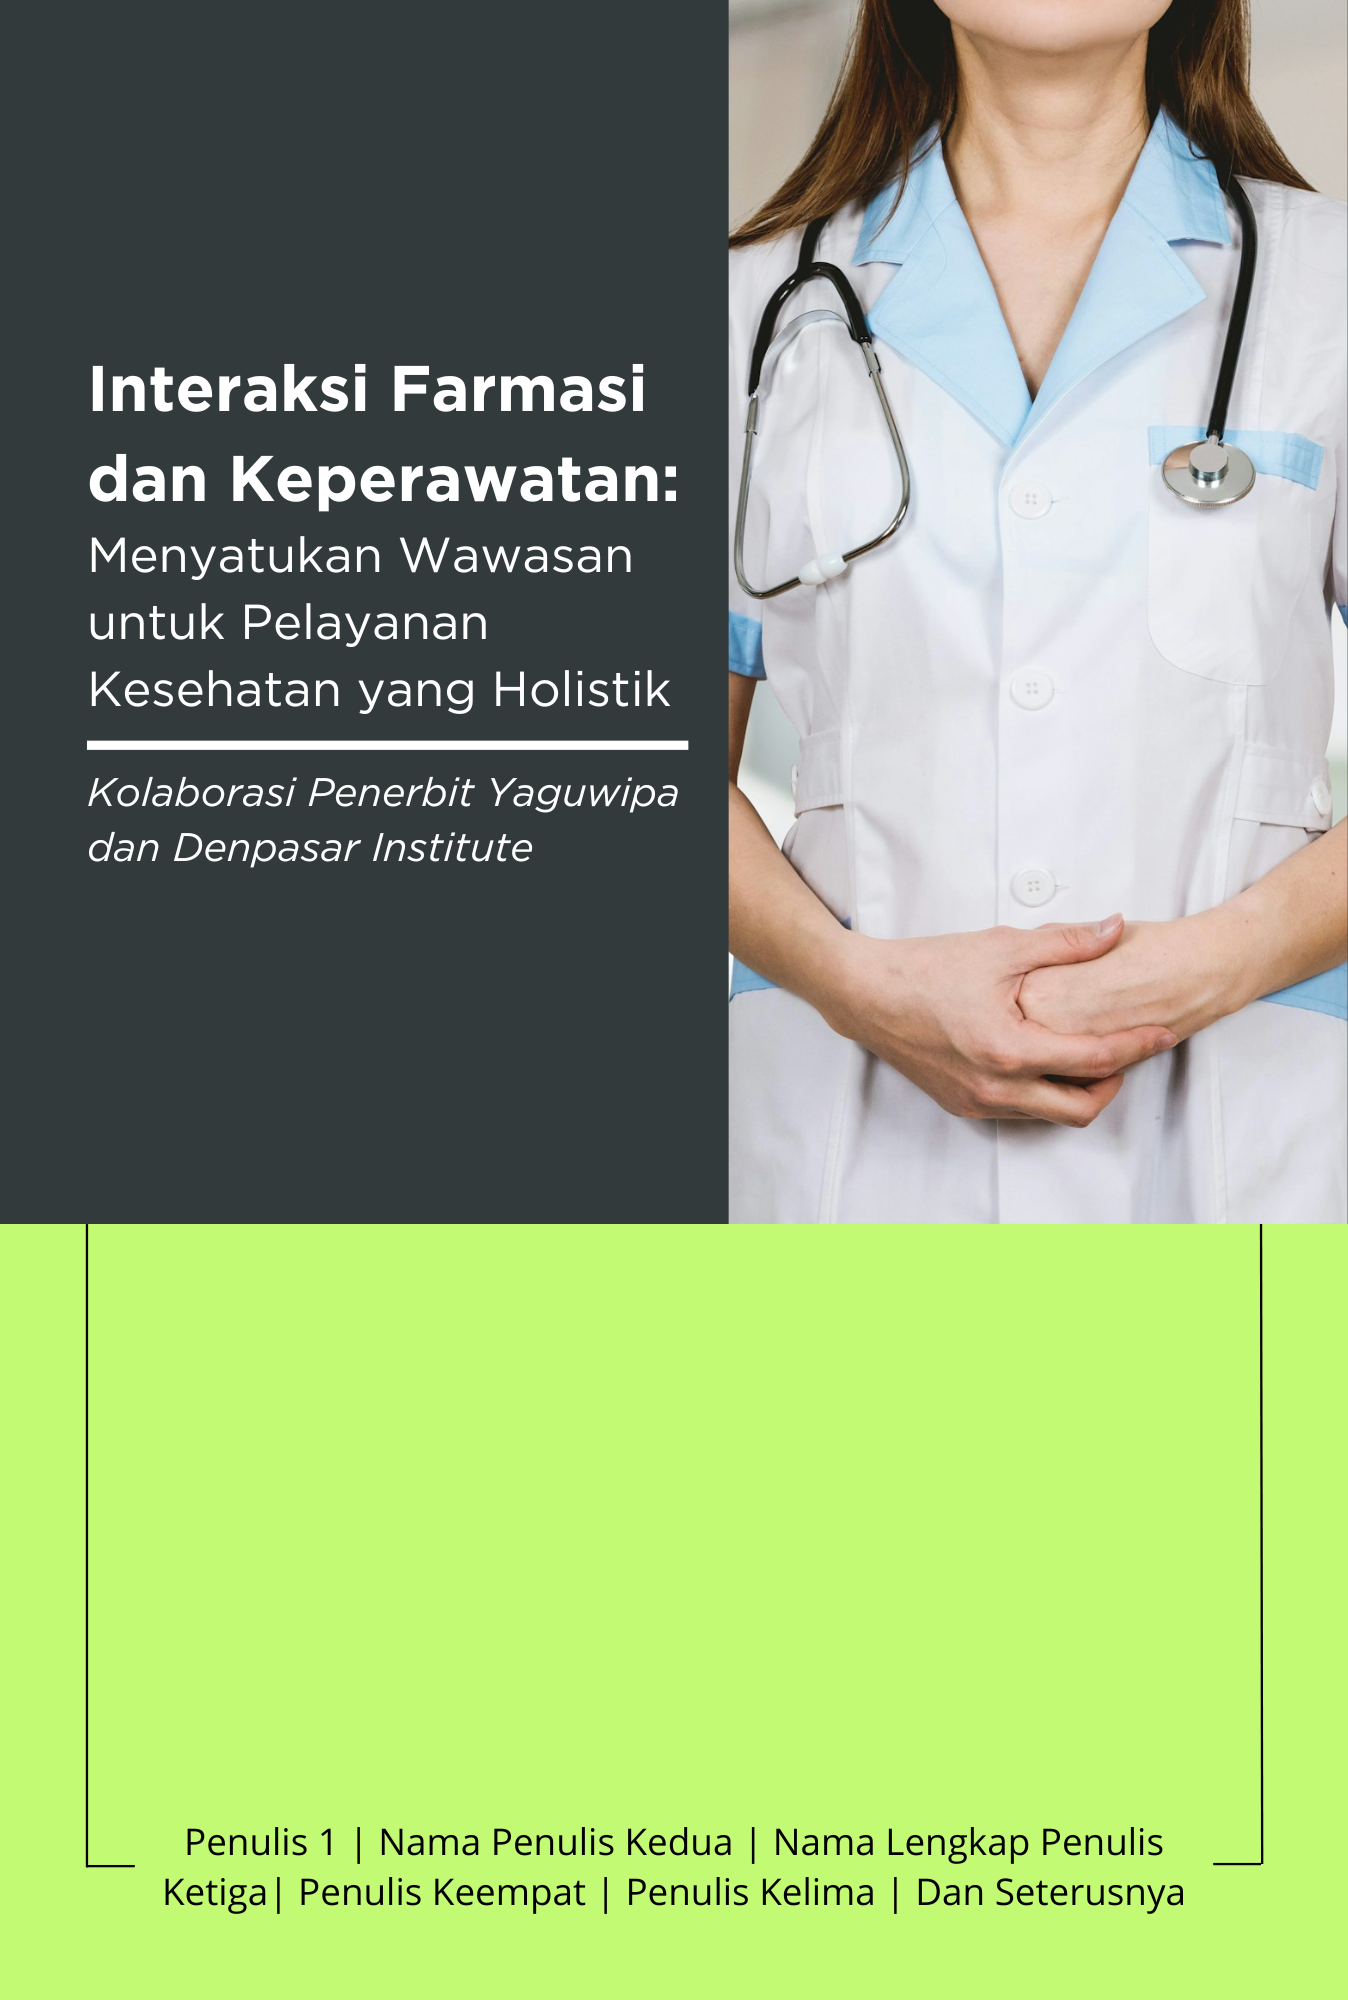 Interaksi Farmasi
dan Keperawatan:
Menyatukan Wawasan
untuk Pelayanan
Kesehatan yang Holistik
Kolaborasi Penerbit Yaguwipa
dan Denpasar Institute
Penulis 1 | Nama Penulis Kedua | Nama Lengkap Penulis
Ketiga| Penulis Keempat | Penulis Kelima | Dan Seterusnya